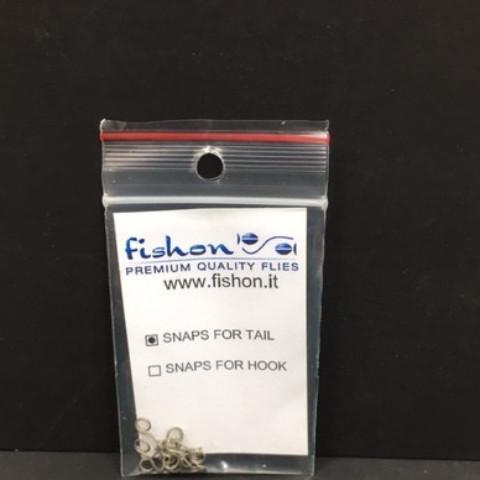 fishon
PREMIUM QUALITY FLIES
www.fishon.it
SNAPS FOR TAIL
SNAPS FOR HOOK